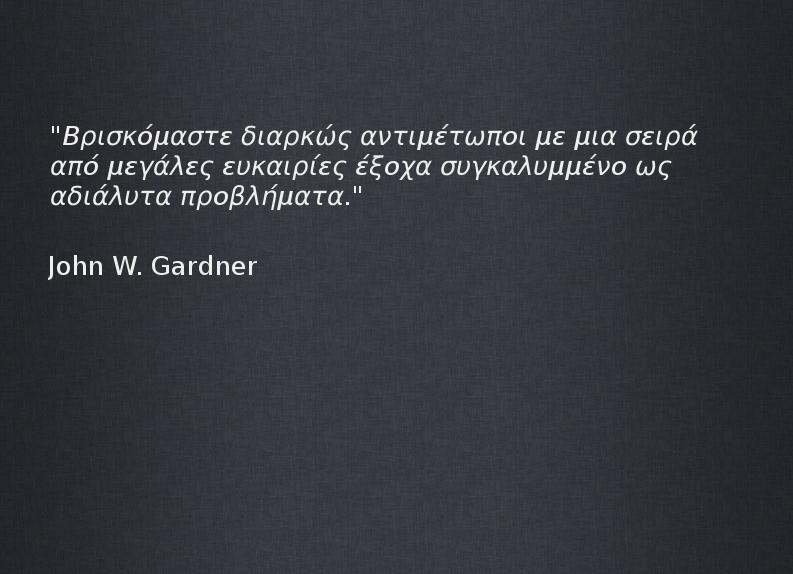 "Βρισκόμαστε διαρκώς αντιμέτωποι με μια σειρά
από μεγάλες ευκαιρίες έξοχα συγκαλυμμένο ως
αδιάλυτα προβλήματα."
John W. Gardner